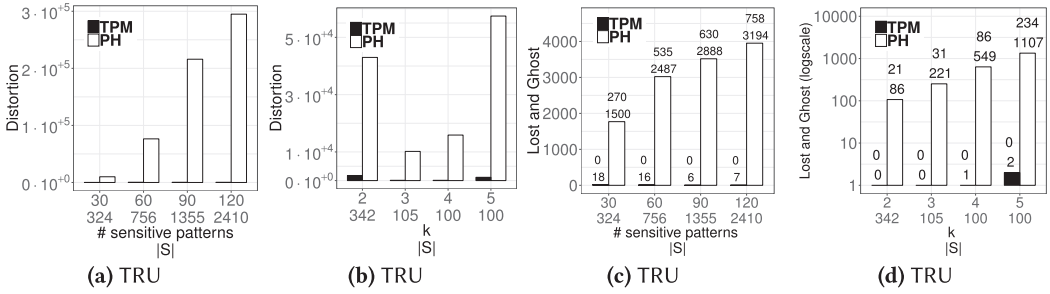 TPM
PH
Distortion
3 · 10+5
2 · 10+5
1 · 10+5
0 · 10+0
30 60 90 120
324 756 1355 2410
# sensitive patterns
|S|
(a) TRU
TPM
PH
Distortion
5 · 10+4
3 · 10+4
1 · 10+4
0 · 10+0
2 3 4 5
342 105 100 100
k
|S|
(b) TRU
TPM
PH
Lost and Ghost
4000
3000
2000
1000
0
270 535 630 758
1500 2487 2888 3194
0 0 0 0
18 16 6 7
30 60 90 120
324 756 1355 2410
# sensitive patterns
|S|
(c) TRU
TPM
PH
Lost and Ghost (logscale)
10000
1000
100
10
1
21 31 86 234
86 221 549 1107
0 0 0 0
0 0 1 2
2 3 4 5
342 105 100 100
k
|S|
(d) TRU